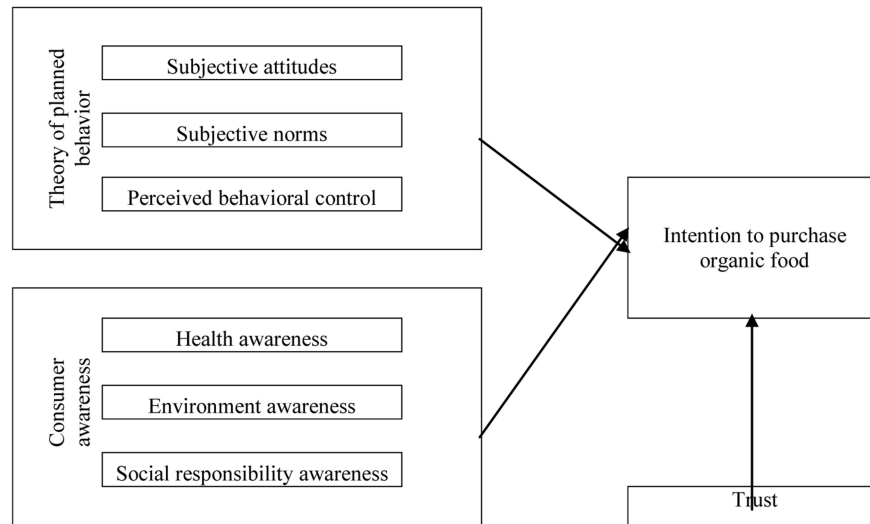 Theory of planned
behavior
Subjective attitudes
Subjective norms
Perceived behavioral control
Consumer
awareness
Health awareness
Environment awareness
Social responsibility awareness
Intention to purchase
organic food
Trust